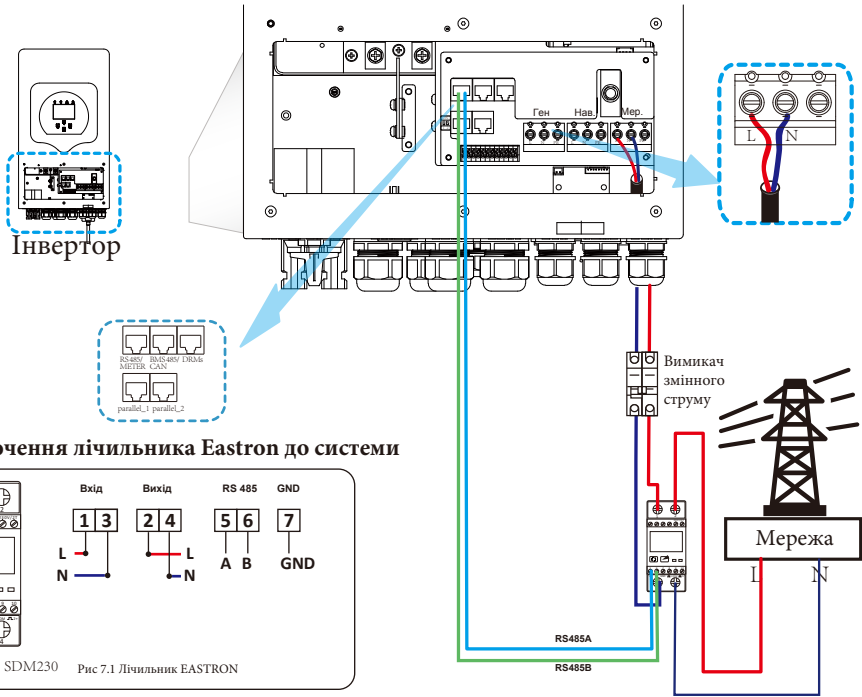 Ген Нав. Мер.
L N
Інвертор
RS485/ BMS485/ DRMs
METER CAN
parallel_1 parallel_2
Вимикач
змінного
струму
чення лічильника Eastron до системи
Вхід Вихід RS 485 GND
1 3 2 4 5 6 7
L L A B GND
N N
SDM230 Рис 7.1 Лічильник EASTRON
Мережа
L N
RS485A
RS485B